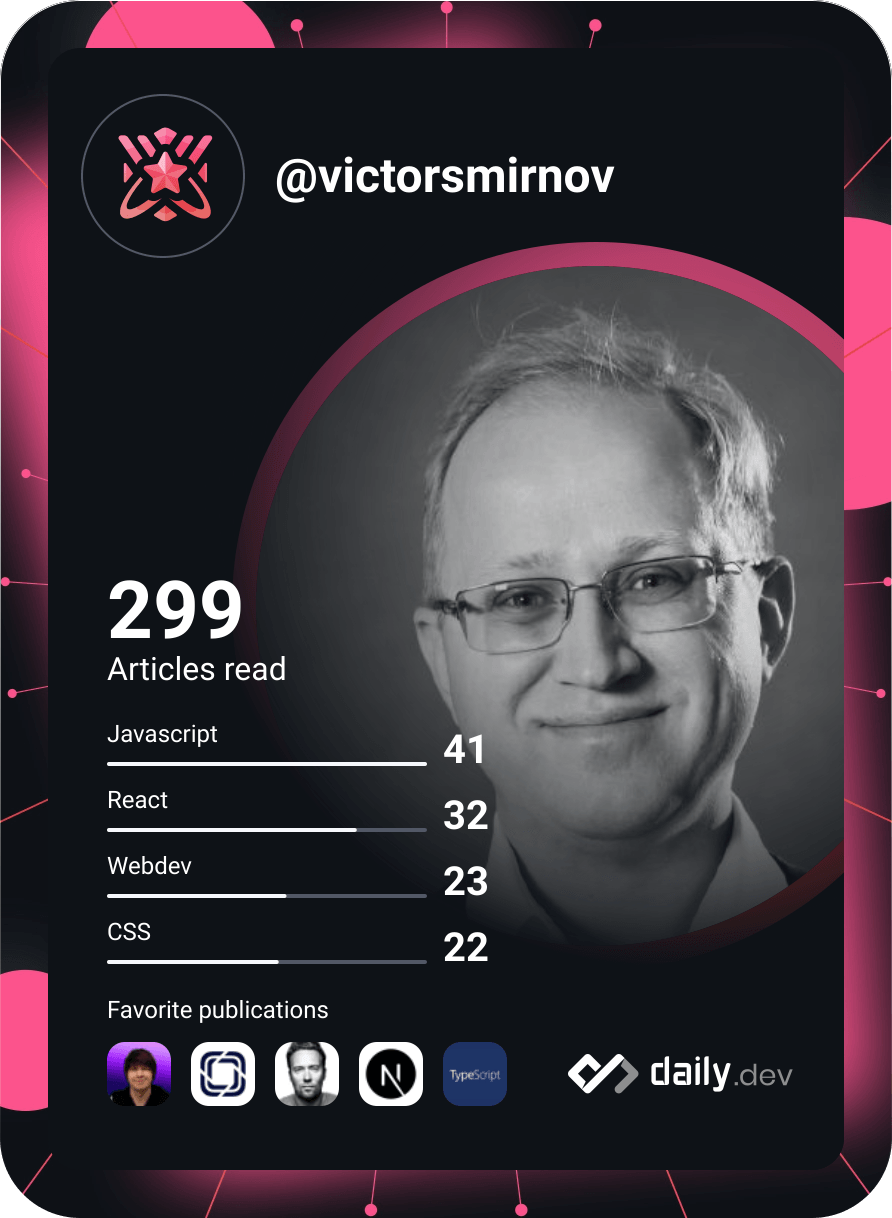 @victorsmirnov
299
Articles read
Javascript
41
React
32
Webdev
23
CSS
22
Favorite publications
N
TypeScript
daily.dev